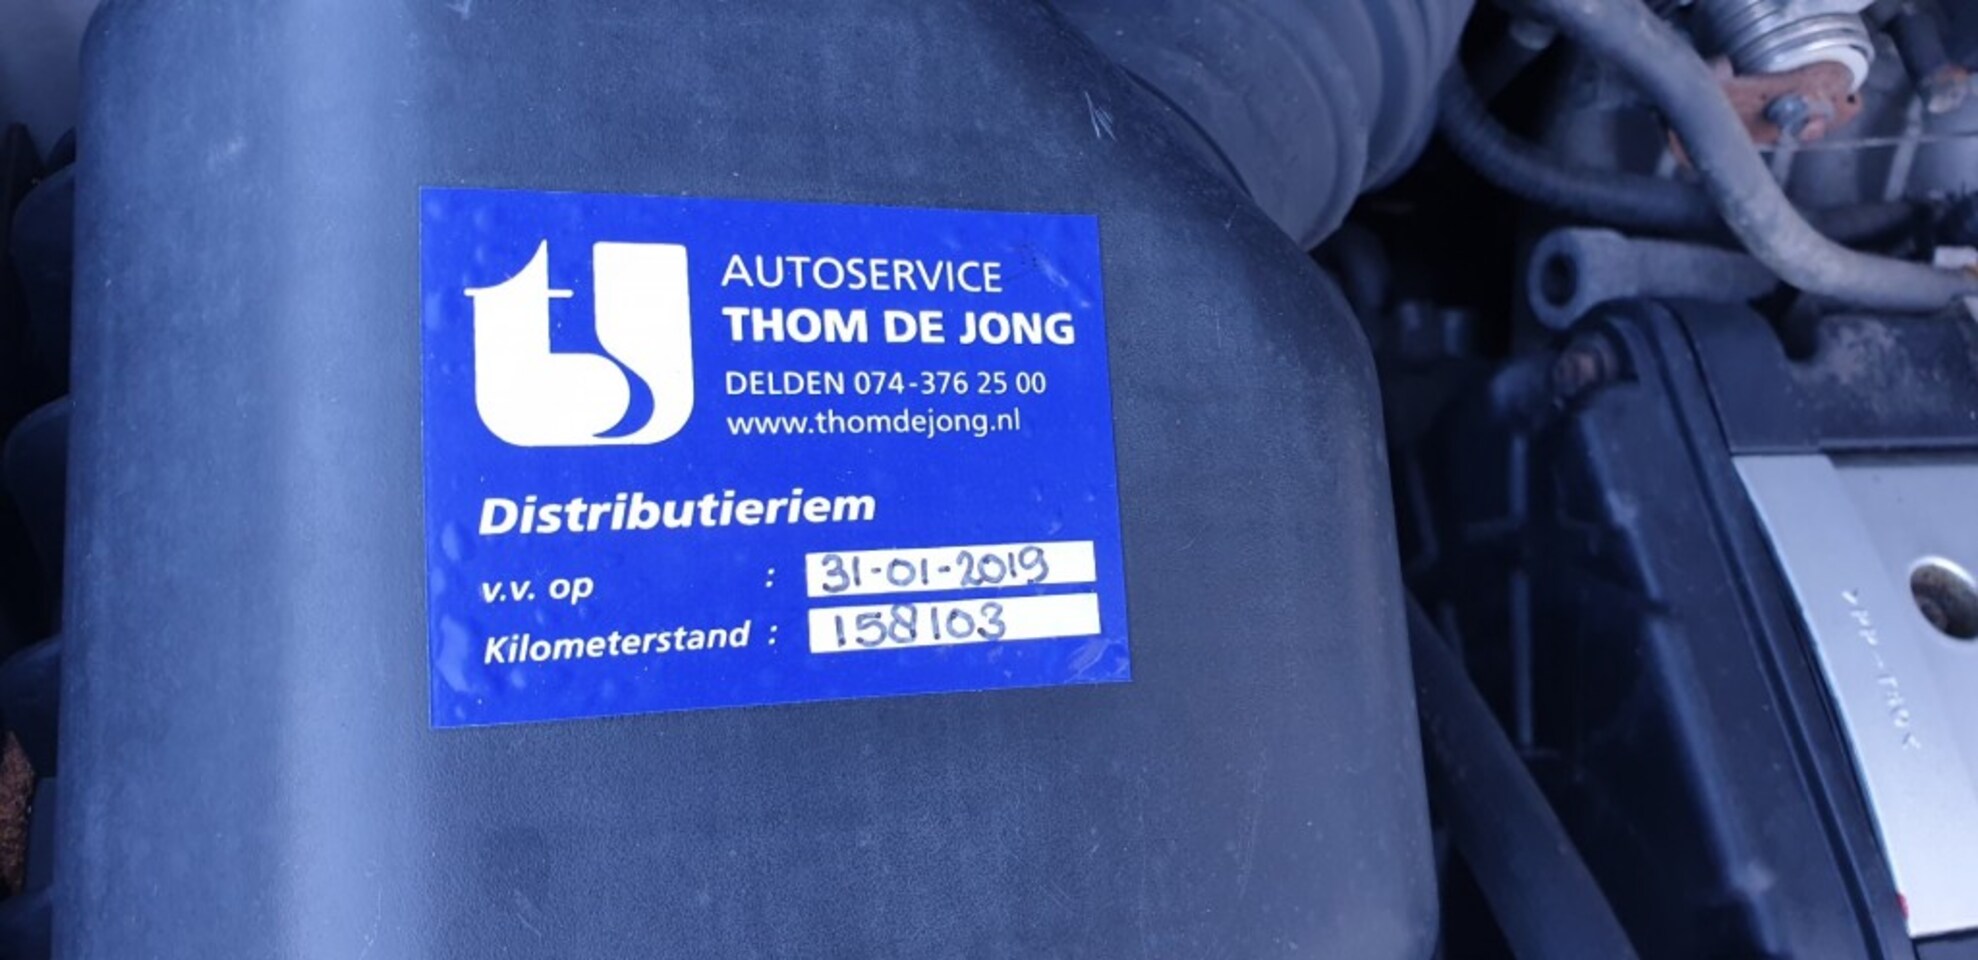 AUTOSERVICE
THOM DE JONG
DELDEN 074-376 25 00
www.thomdejong.nl
Distributieriem
v.v. op : 31-01-2019
Kilometerstand : 158103